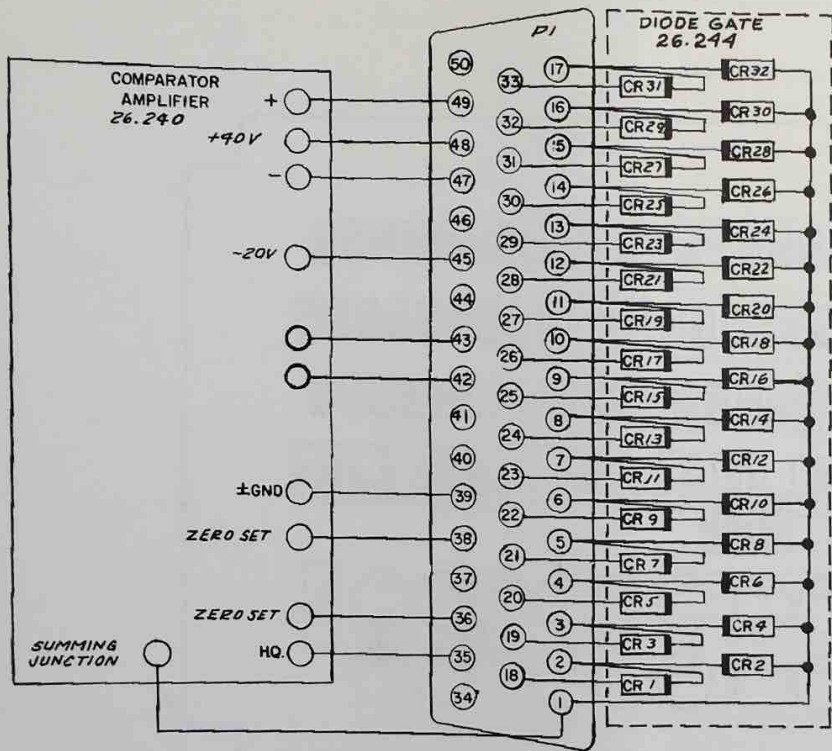 P1
DIODE GATE
26.244
COMPARATOR
AMPLIFIER
26.240
+
+40V
-
-20V
±GND
ZERO SET
ZERO SET
HQ.
SUMMING
JUNCTION
50
49
48
47
46
45
44
43
42
41
40
39
38
37
36
35
34
33
32
31
30
29
28
27
26
25
24
23
22
21
20
19
18
17
16
15
14
13
12
11
10
9
8
7
6
5
4
3
2
1
CR31
CR29
CR27
CR25
CR23
CR21
CR19
CR17
CR15
CR13
CR11
CR9
CR7
CR5
CR3
CR1
CR32
CR30
CR28
CR26
CR24
CR22
CR20
CR18
CR16
CR14
CR12
CR10
CR8
CR6
CR4
CR2